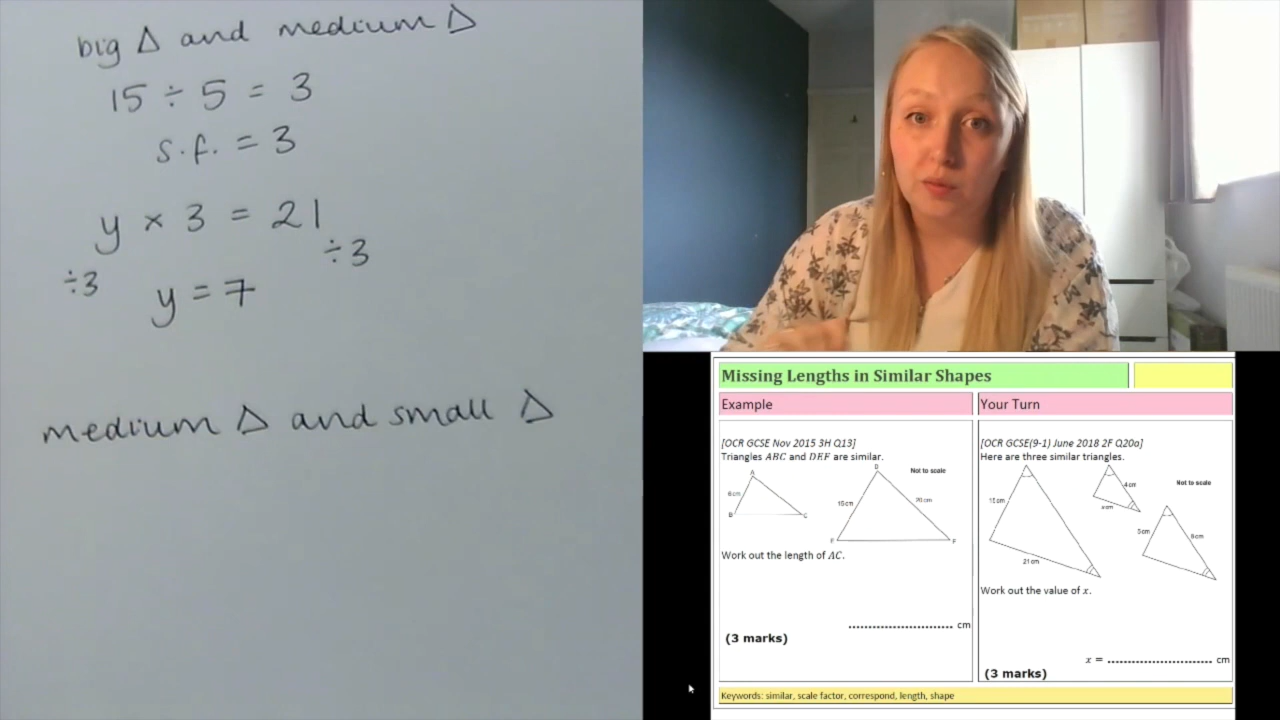 big △ and medium △
15 ÷ 5 = 3
s.f. = 3
y × 3 = 21
÷3
÷3
y = 7
medium △ and small △
Missing Lengths in Similar Shapes
Example
[OCR GCSE Nov 2015 3H Q13]
Triangles ABC and DEF are similar.
Not to scale
A
6cm
B
C
D
15cm
20cm
E
F
Work out the length of AC.
.......................... cm
(3 marks)
Your Turn
[OCR GCSE(9-1) June 2018 2F Q20a]
Here are three similar triangles.
Not to scale
15cm
21cm
4cm
xcm
5cm
8cm
Work out the value of x.
x = .......................... cm
(3 marks)
Keywords: similar, scale factor, correspond, length, shape